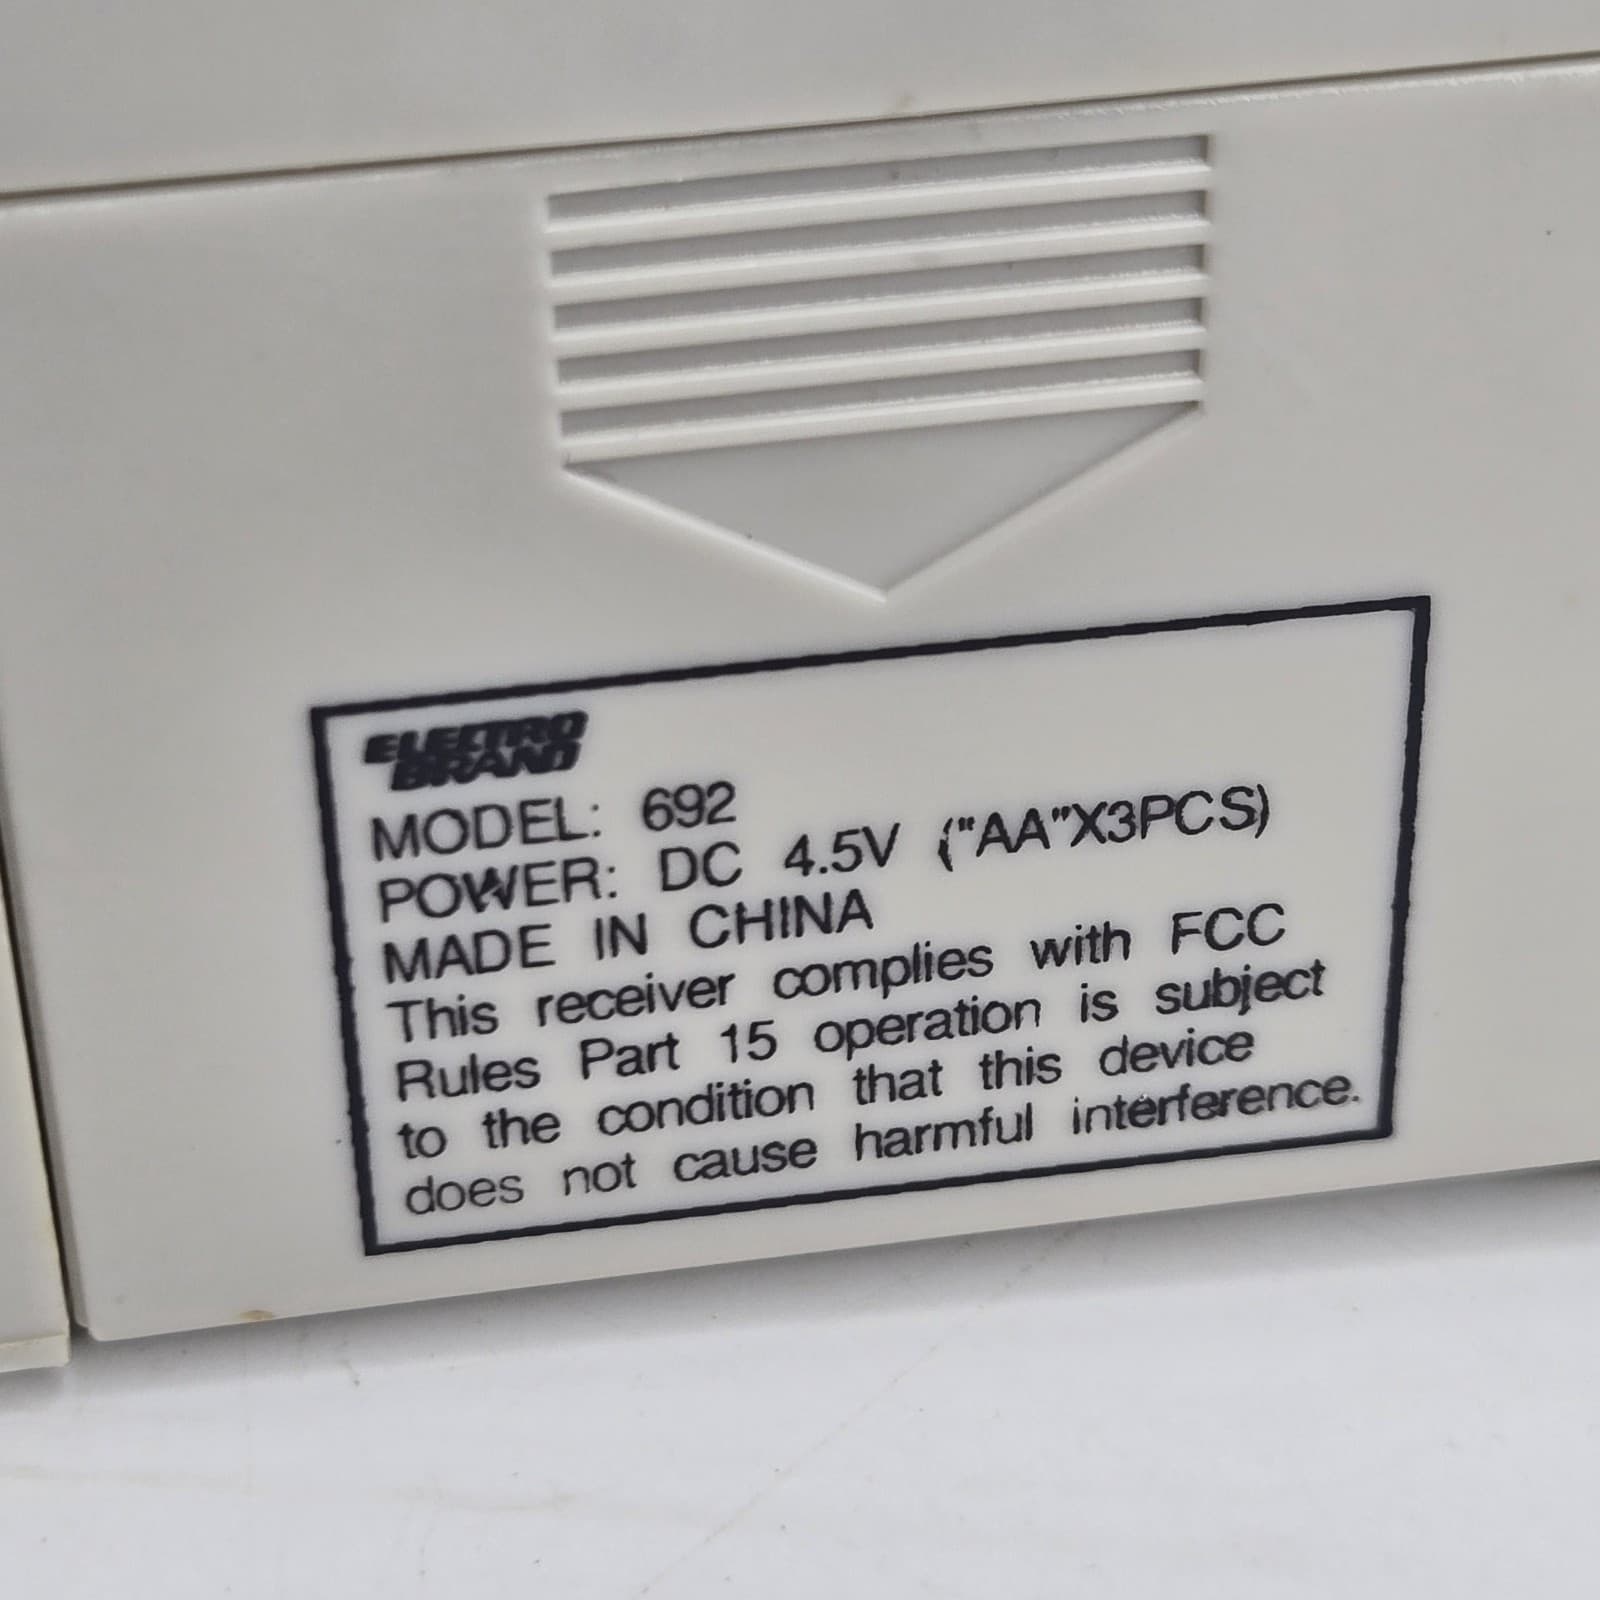 ELECTRO
BRAND
MODEL: 692
POWER: DC 4.5V ("AA"X3PCS)
MADE IN CHINA
This receiver complies with FCC
Rules Part 15 operation is subject
to the condition that this device
does not cause harmful interference.